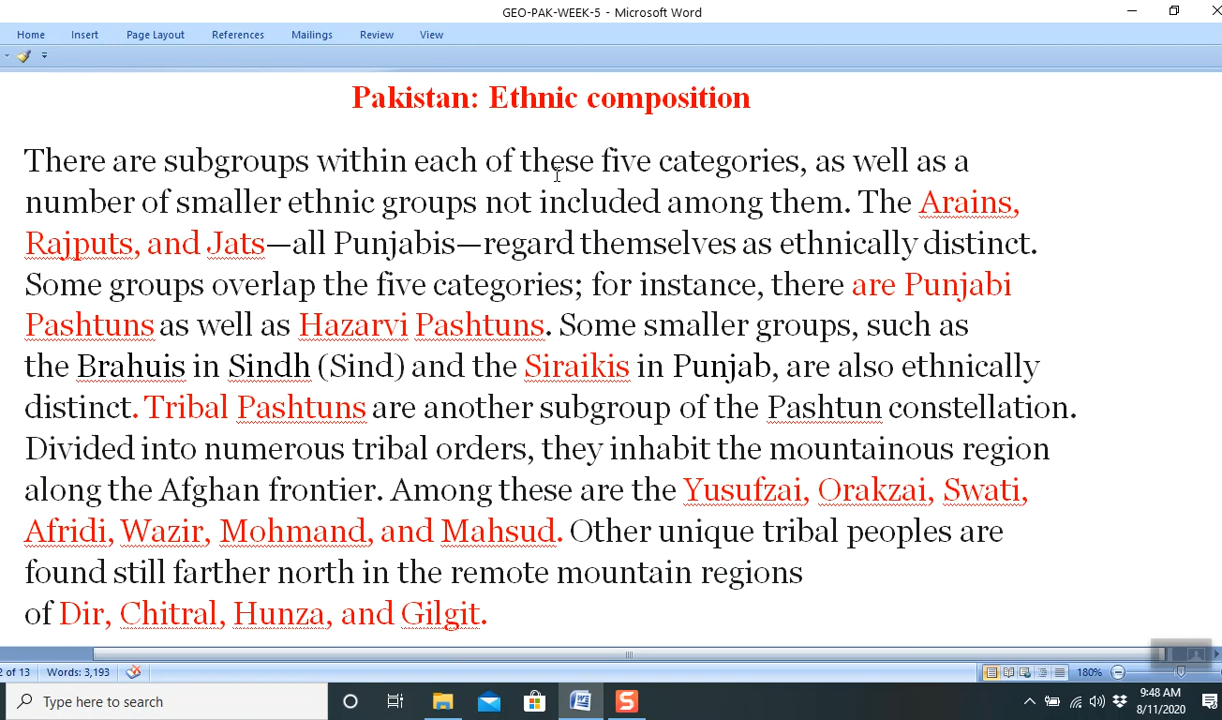 GEO-PAK-WEEK-5 - Microsoft Word
Home Insert Page Layout References Mailings Review View
Pakistan: Ethnic composition
There are subgroups within each of these five categories, as well as a
number of smaller ethnic groups not included among them. The Arains,
Rajputs, and Jats—all Punjabis—regard themselves as ethnically distinct.
Some groups overlap the five categories; for instance, there are Punjabi
Pashtuns as well as Hazarvi Pashtuns. Some smaller groups, such as
the Brahuis in Sindh (Sind) and the Siraikis in Punjab, are also ethnically
distinct. Tribal Pashtuns are another subgroup of the Pashtun constellation.
Divided into numerous tribal orders, they inhabit the mountainous region
along the Afghan frontier. Among these are the Yusufzai, Orakzai, Swati,
Afridi, Wazir, Mohmand, and Mahsud. Other unique tribal peoples are
found still farther north in the remote mountain regions
of Dir, Chitral, Hunza, and Gilgit.
2 of 13 Words: 3,193 180%
Type here to search
9:48 AM
8/11/2020